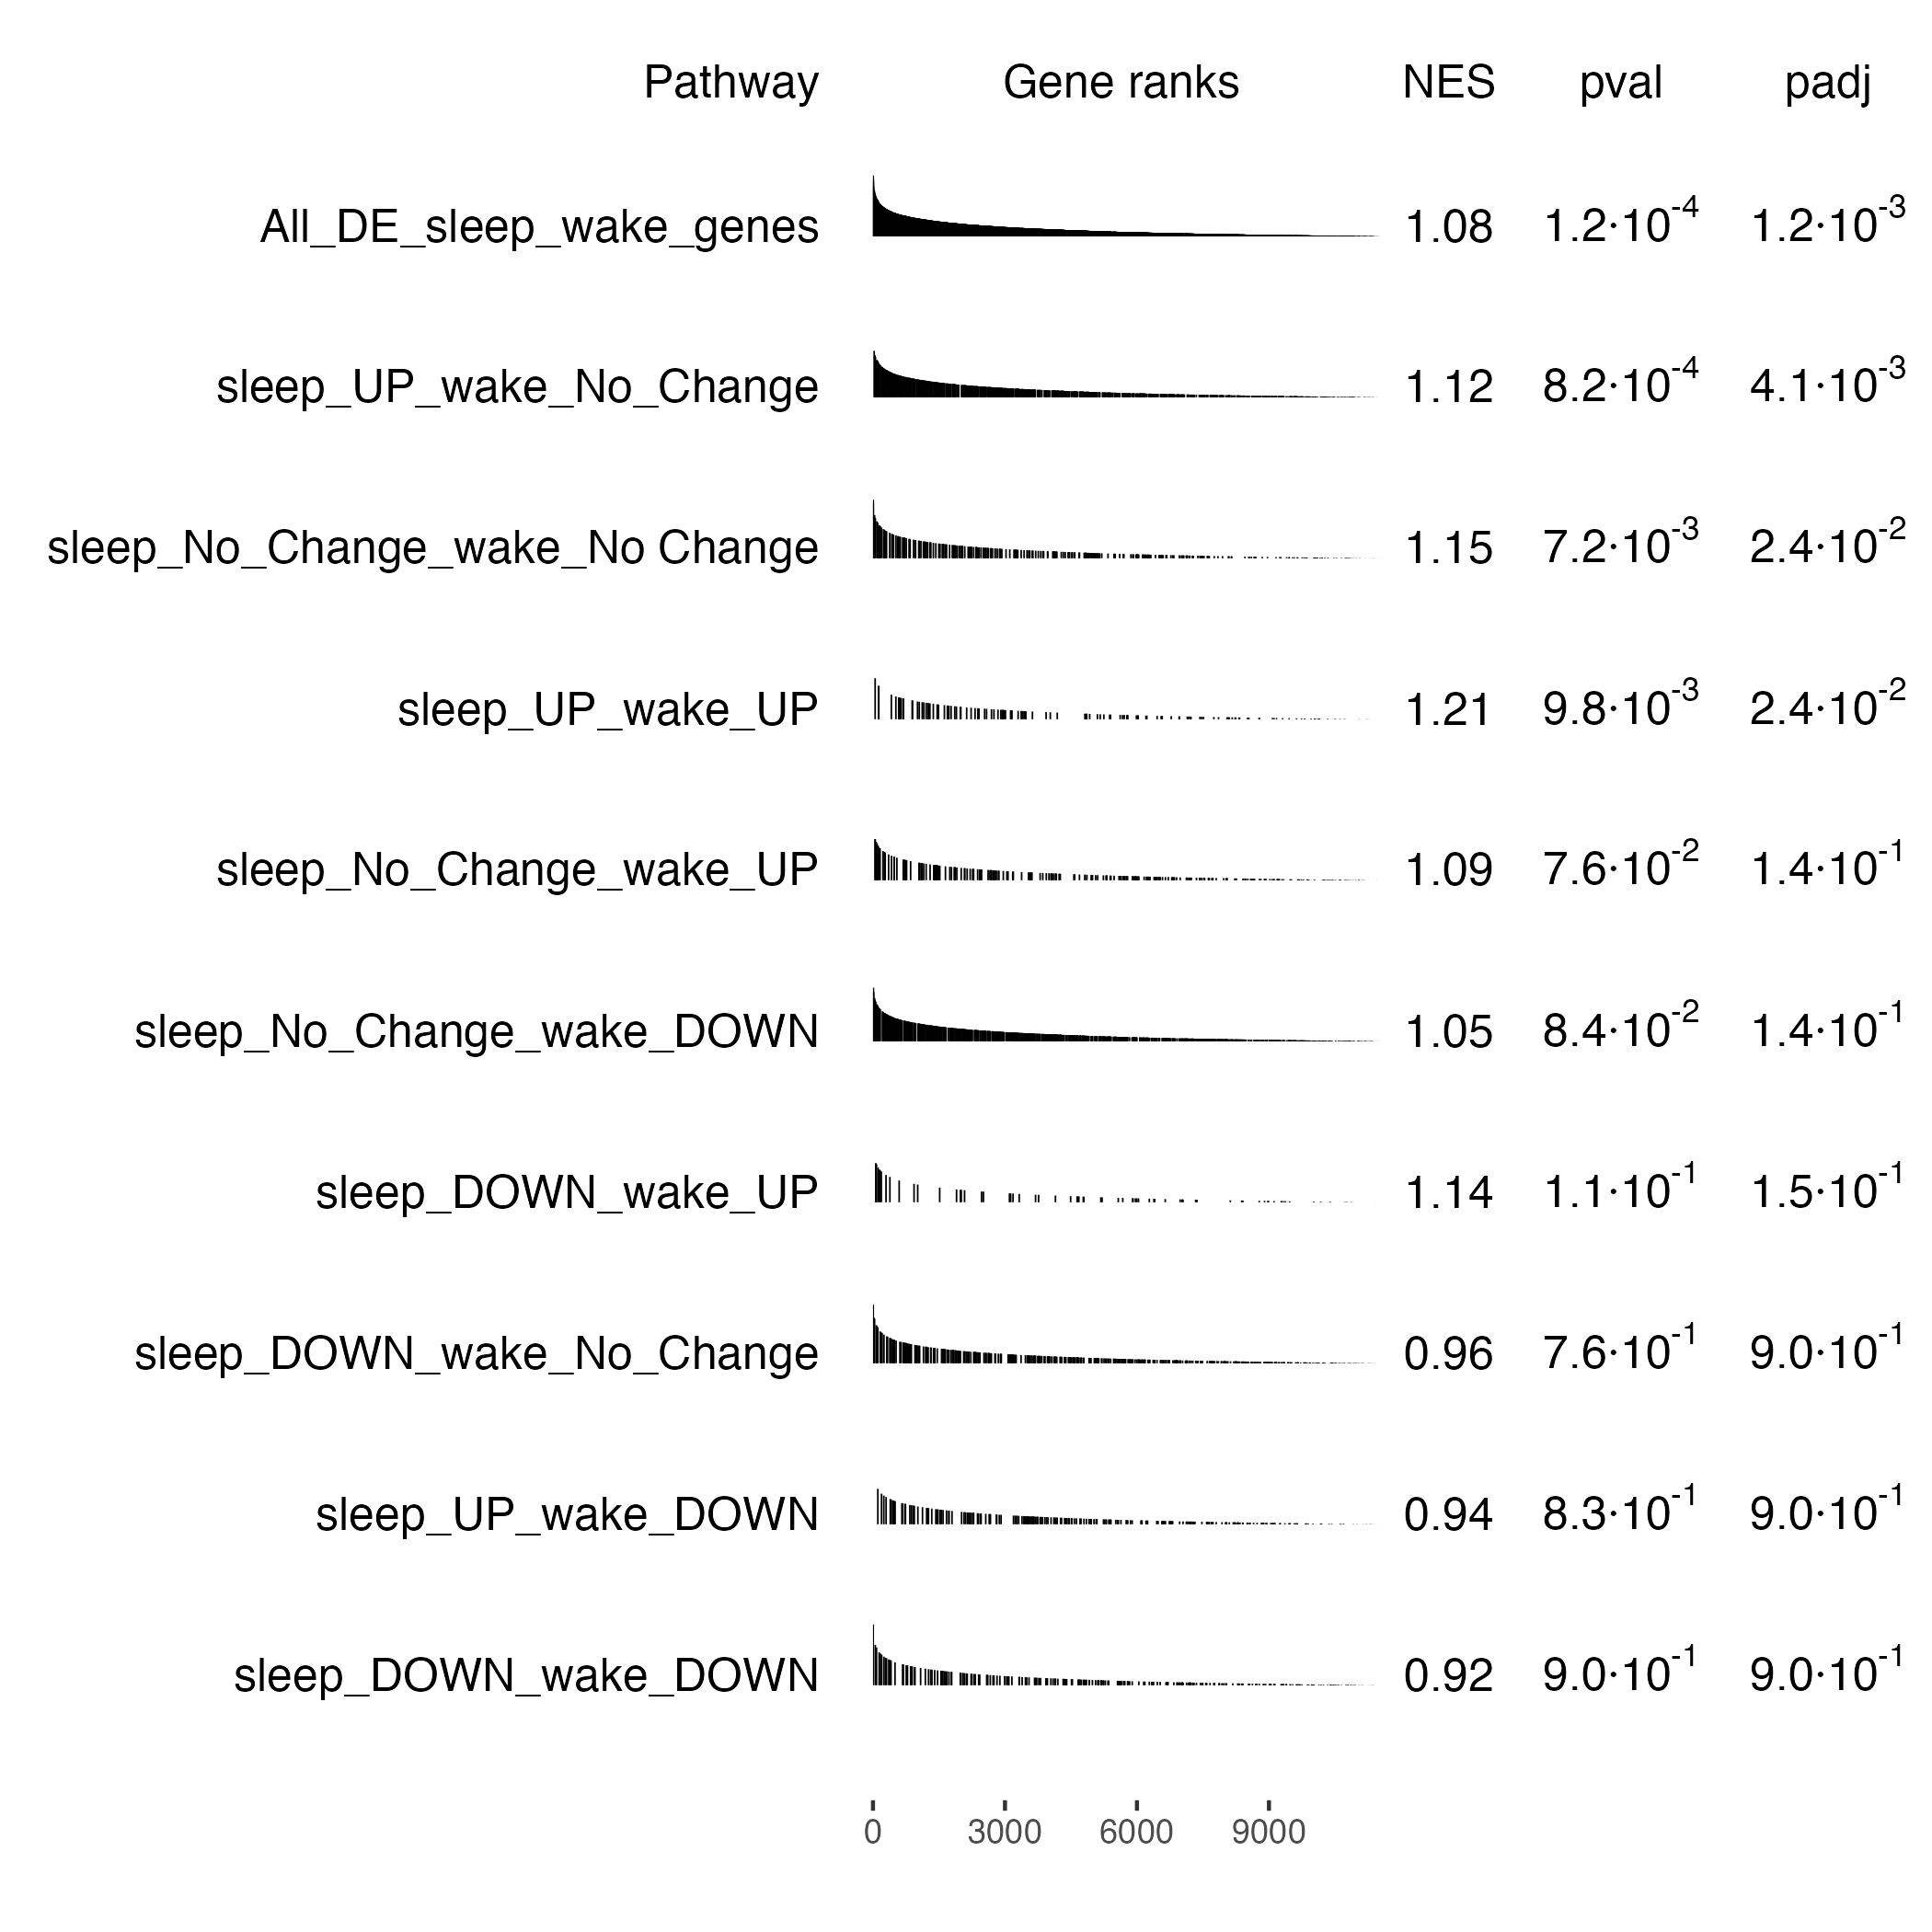 Pathway Gene ranks NES pval padj
All_DE_sleep_wake_genes 1.08 1.2·10⁻⁴ 1.2·10⁻³
sleep_UP_wake_No_Change 1.12 8.2·10⁻⁴ 4.1·10⁻³
sleep_No_Change_wake_No Change 1.15 7.2·10⁻³ 2.4·10⁻²
sleep_UP_wake_UP 1.21 9.8·10⁻³ 2.4·10⁻²
sleep_No_Change_wake_UP 1.09 7.6·10⁻² 1.4·10⁻¹
sleep_No_Change_wake_DOWN 1.05 8.4·10⁻² 1.4·10⁻¹
sleep_DOWN_wake_UP 1.14 1.1·10⁻¹ 1.5·10⁻¹
sleep_DOWN_wake_No_Change 0.96 7.6·10⁻¹ 9.0·10⁻¹
sleep_UP_wake_DOWN 0.94 8.3·10⁻¹ 9.0·10⁻¹
sleep_DOWN_wake_DOWN 0.92 9.0·10⁻¹ 9.0·10⁻¹
0 3000 6000 9000